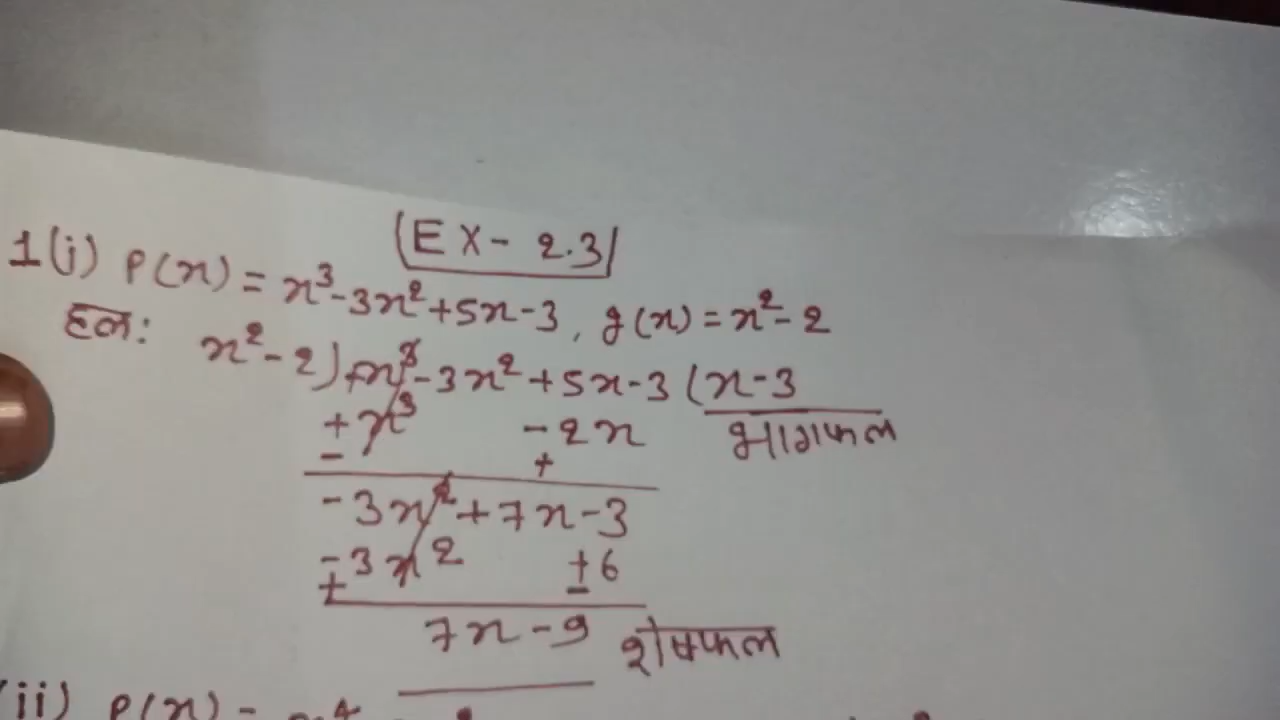 (EX- 2.3)
1(i) P(x) = x³-3x²+5x-3, g(x) = x²-2
हल: x²-2)+x³-3x²+5x-3(x-3
+x³ -2x भागफल
- +
-3x²+7x-3
-3x² +6
+ -
7x-9 शेषफल
(ii) P(x) =